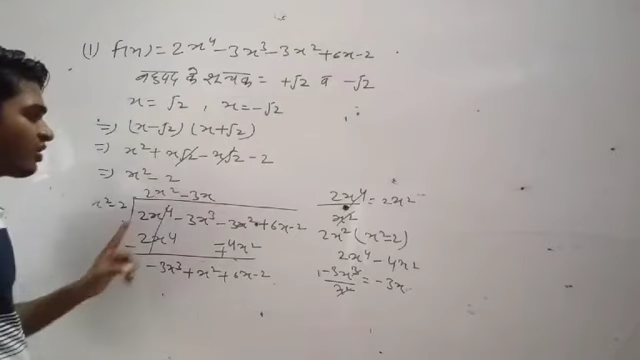 (1) f(x) = 2x⁴ - 3x³ - 3x² + 6x - 2
बहुपद के शून्यक = +√2 व -√2
x = √2 , x = -√2
⇒ (x-√2) (x+√2)
⇒ x² + x√2 - x√2 - 2
⇒ x² - 2
2x² - 3x
x²-2 2x⁴ - 3x³ - 3x² + 6x - 2
2x⁴ 4x²
-3x³ + x² + 6x - 2
2x⁴/x² = 2x²
2x² (x²-2)
2x⁴ - 4x²
-3x³/x² = -3x